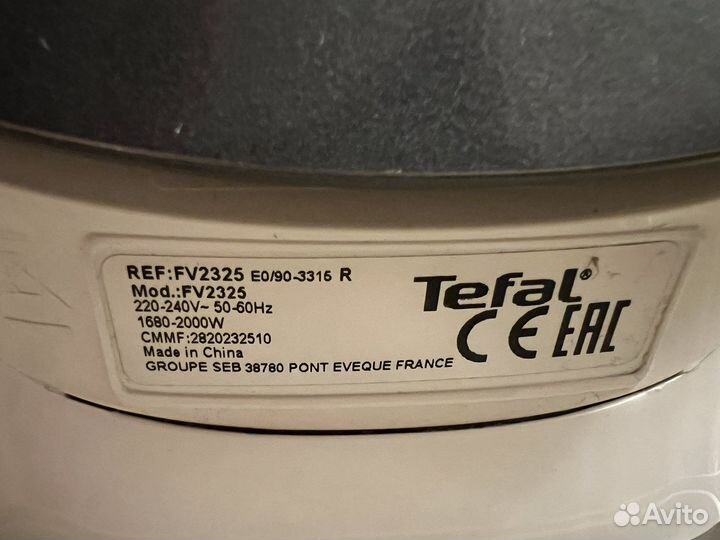 REF:FV2325 E0/90-3315 R
Mod.:FV2325
220-240V~ 50-60Hz
1680-2000W
CMMF:2820232510
Made in China
GROUPE SEB 38780 PONT EVEQUE FRANCE
Tefal®
CE EAC
Avito